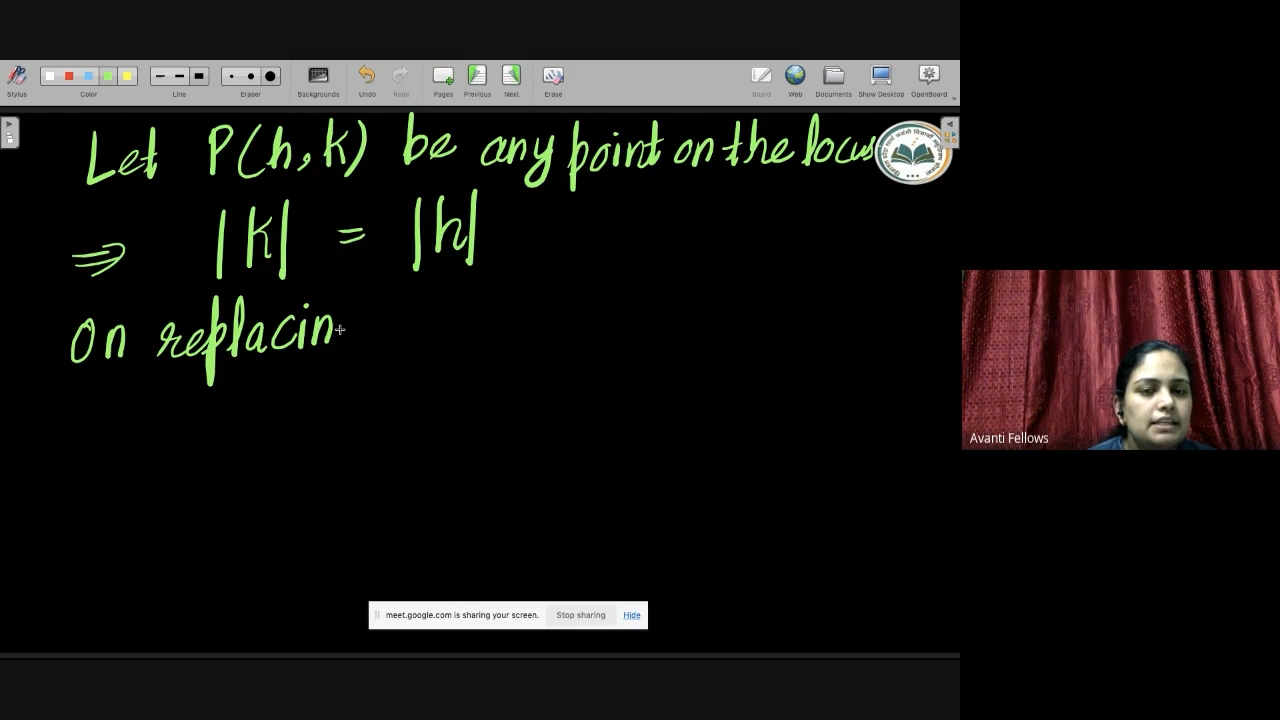 Stylus Color Line Eraser Backgrounds Undo Redo Pages Previous Next Erase Board Web Documents Show Desktop OpenBoard
Let P(h, k) be any point on the locus
⇒ |k| = |h|
On replacin
Avanti Fellows
meet.google.com is sharing your screen. Stop sharing Hide